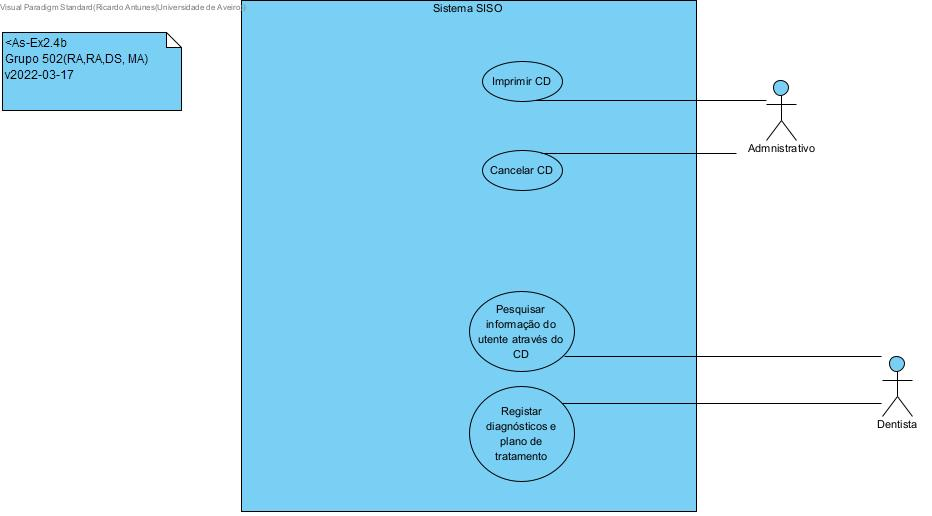 Visual Paradigm Standard(Ricardo Antunes(Universidade de Aveiro))
Sistema SISO
<As-Ex2.4b
Grupo 502(RA,RA,DS, MA)
v2022-03-17
Imprimir CD
Admnistrativo
Cancelar CD
Pesquisar
informação do
utente através do
CD
Dentista
Registar
diagnósticos e
plano de
tratamento